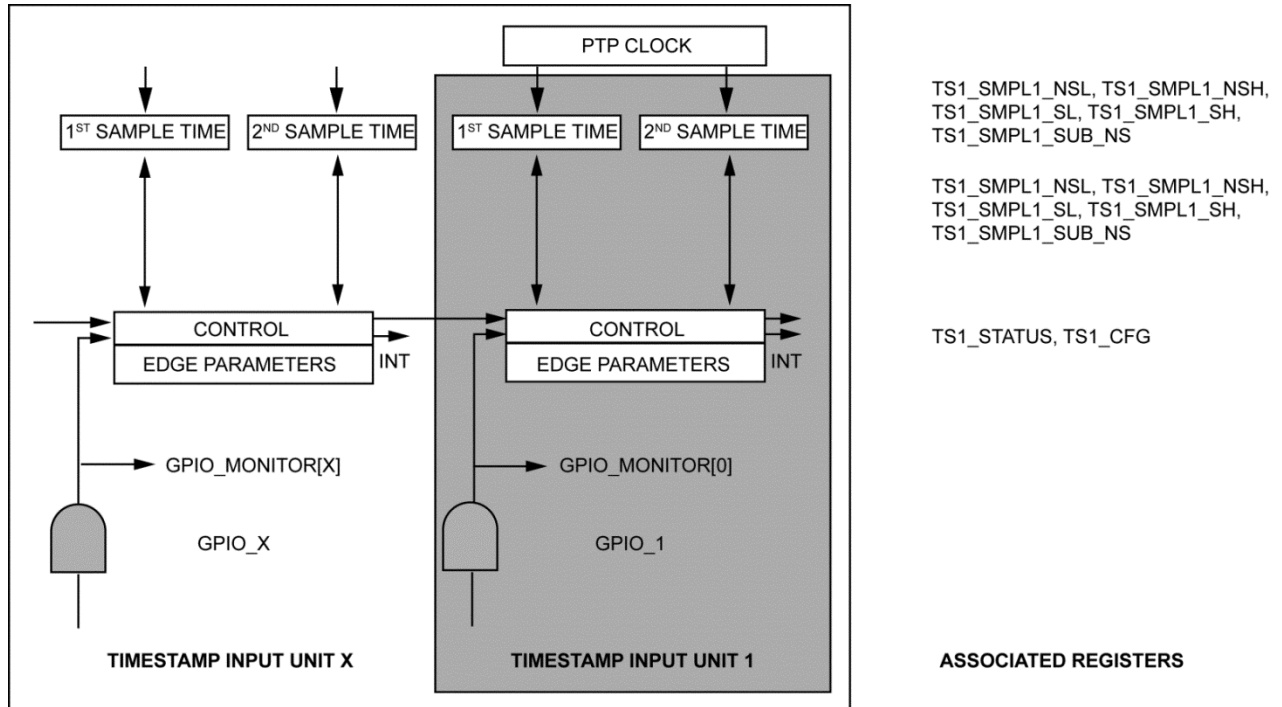 PTP CLOCK
1ST SAMPLE TIME
2ND SAMPLE TIME
1ST SAMPLE TIME
2ND SAMPLE TIME
TS1_SMPL1_NSL, TS1_SMPL1_NSH,
TS1_SMPL1_SL, TS1_SMPL1_SH,
TS1_SMPL1_SUB_NS
TS1_SMPL1_NSL, TS1_SMPL1_NSH,
TS1_SMPL1_SL, TS1_SMPL1_SH,
TS1_SMPL1_SUB_NS
CONTROL
EDGE PARAMETERS
INT
CONTROL
EDGE PARAMETERS
INT
TS1_STATUS, TS1_CFG
GPIO_MONITOR[X]
GPIO_MONITOR[0]
GPIO_X
GPIO_1
TIMESTAMP INPUT UNIT X
TIMESTAMP INPUT UNIT 1
ASSOCIATED REGISTERS